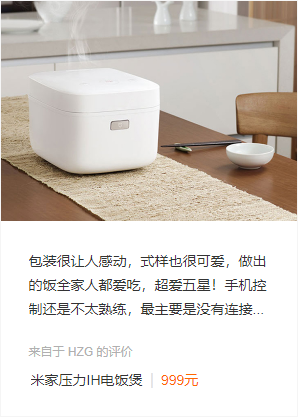 包装很让人感动，式样也很可爱，做出
的饭全家人都爱吃，超爱五星！手机控
制还是不太熟练，最主要是没有连接...
来自于 HZG 的评价
米家压力IH电饭煲 | 999元